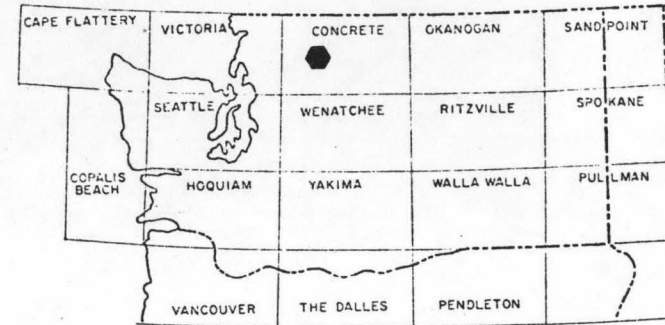 CAPE FLATTERY
VICTORIA
CONCRETE
OKANOGAN
SAND POINT
SEATTLE
WENATCHEE
RITZVILLE
SPOKANE
COPALIS
BEACH
HOQUIAM
YAKIMA
WALLA WALLA
PULLMAN
VANCOUVER
THE DALLES
PENDLETON